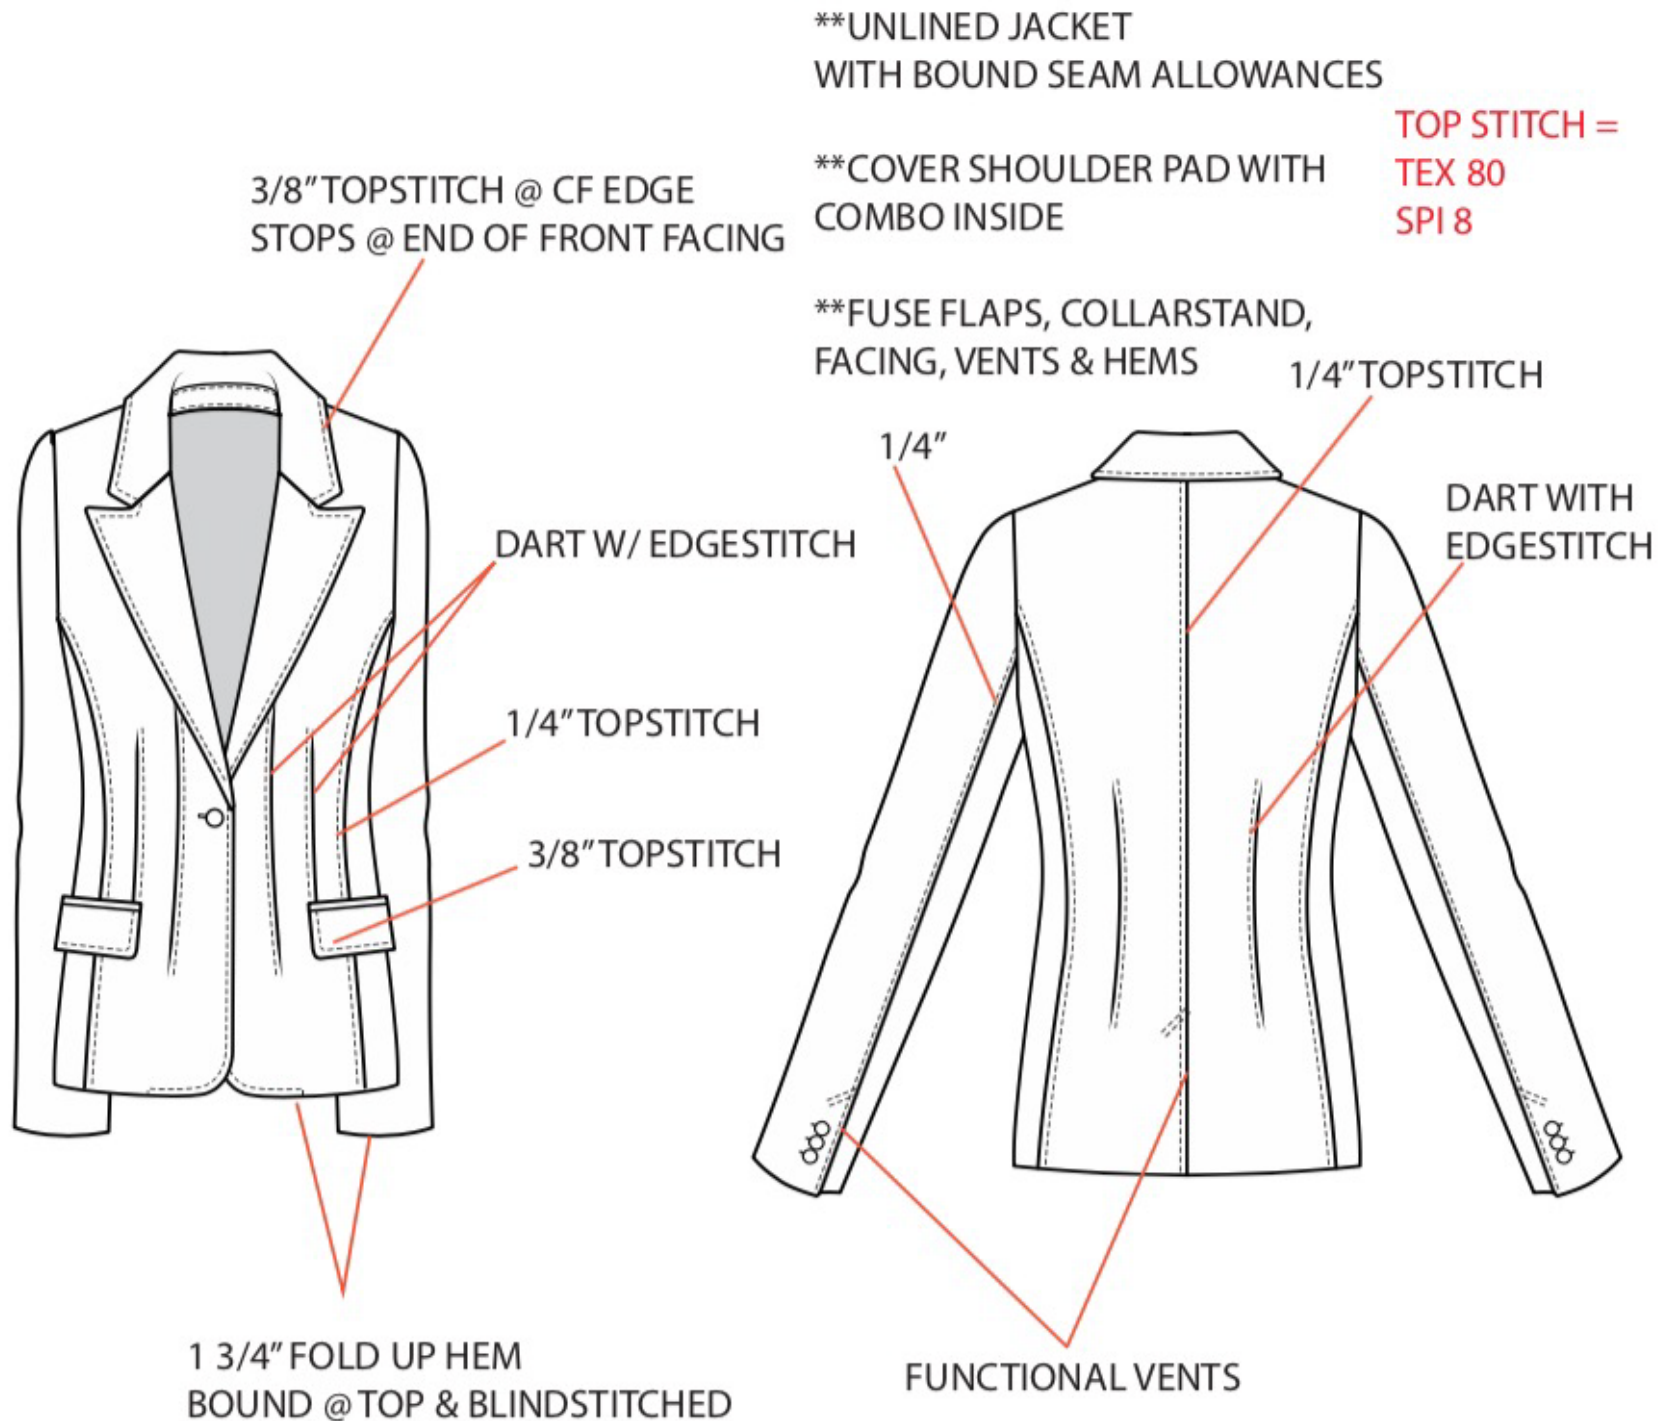 **UNLINED JACKET
WITH BOUND SEAM ALLOWANCES
TOP STITCH =
TEX 80
SPI 8
**COVER SHOULDER PAD WITH
COMBO INSIDE
3/8" TOPSTITCH @ CF EDGE
STOPS @ END OF FRONT FACING
**FUSE FLAPS, COLLARSTAND,
FACING, VENTS & HEMS
1/4" TOPSTITCH
1/4"
DART WITH
EDGESTITCH
DART W/ EDGESTITCH
1/4" TOPSTITCH
3/8" TOPSTITCH
1 3/4" FOLD UP HEM
BOUND @ TOP & BLINDSTITCHED
FUNCTIONAL VENTS